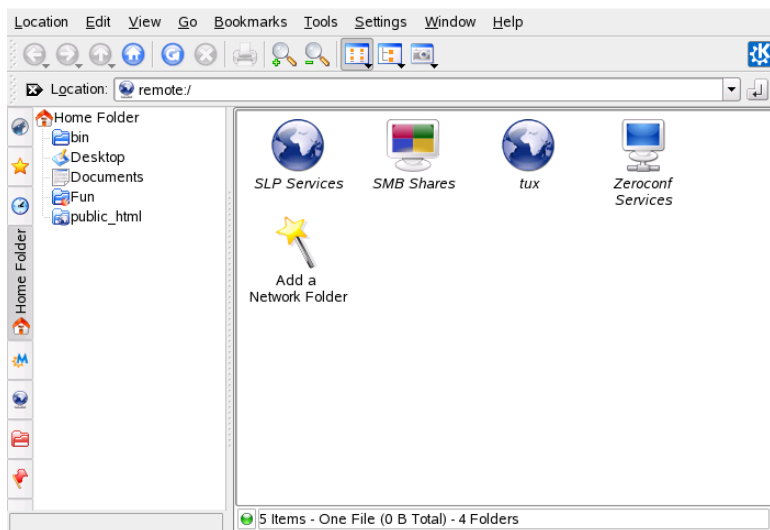 Location Edit View Go Bookmarks Tools Settings Window Help
Location: remote:/
Home Folder
bin
Desktop
Documents
Fun
public_html
Home Folder
SLP Services
SMB Shares
tux
Zeroconf
Services
Add a
Network Folder
5 Items - One File (0 B Total) - 4 Folders